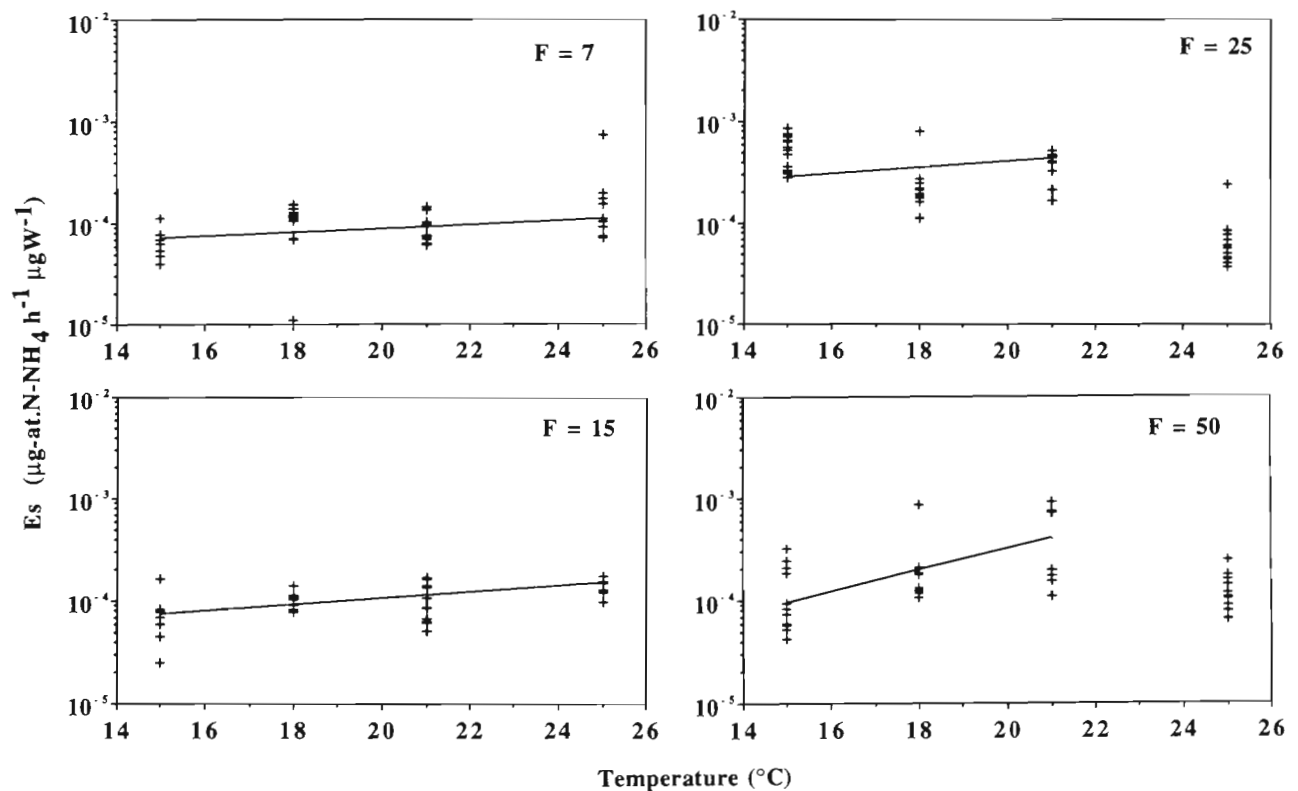 Es (µg-at.N-NH₄ h⁻¹ µgW⁻¹)
F = 7
10⁻²
10⁻³
10⁻⁴
10⁻⁵
14 16 18 20 22 24 26
F = 25
10⁻²
10⁻³
10⁻⁴
10⁻⁵
14 16 18 20 22 24 26
F = 15
10⁻²
10⁻³
10⁻⁴
10⁻⁵
14 16 18 20 22 24 26
F = 50
10⁻²
10⁻³
10⁻⁴
10⁻⁵
14 16 18 20 22 24 26
Temperature (°C)